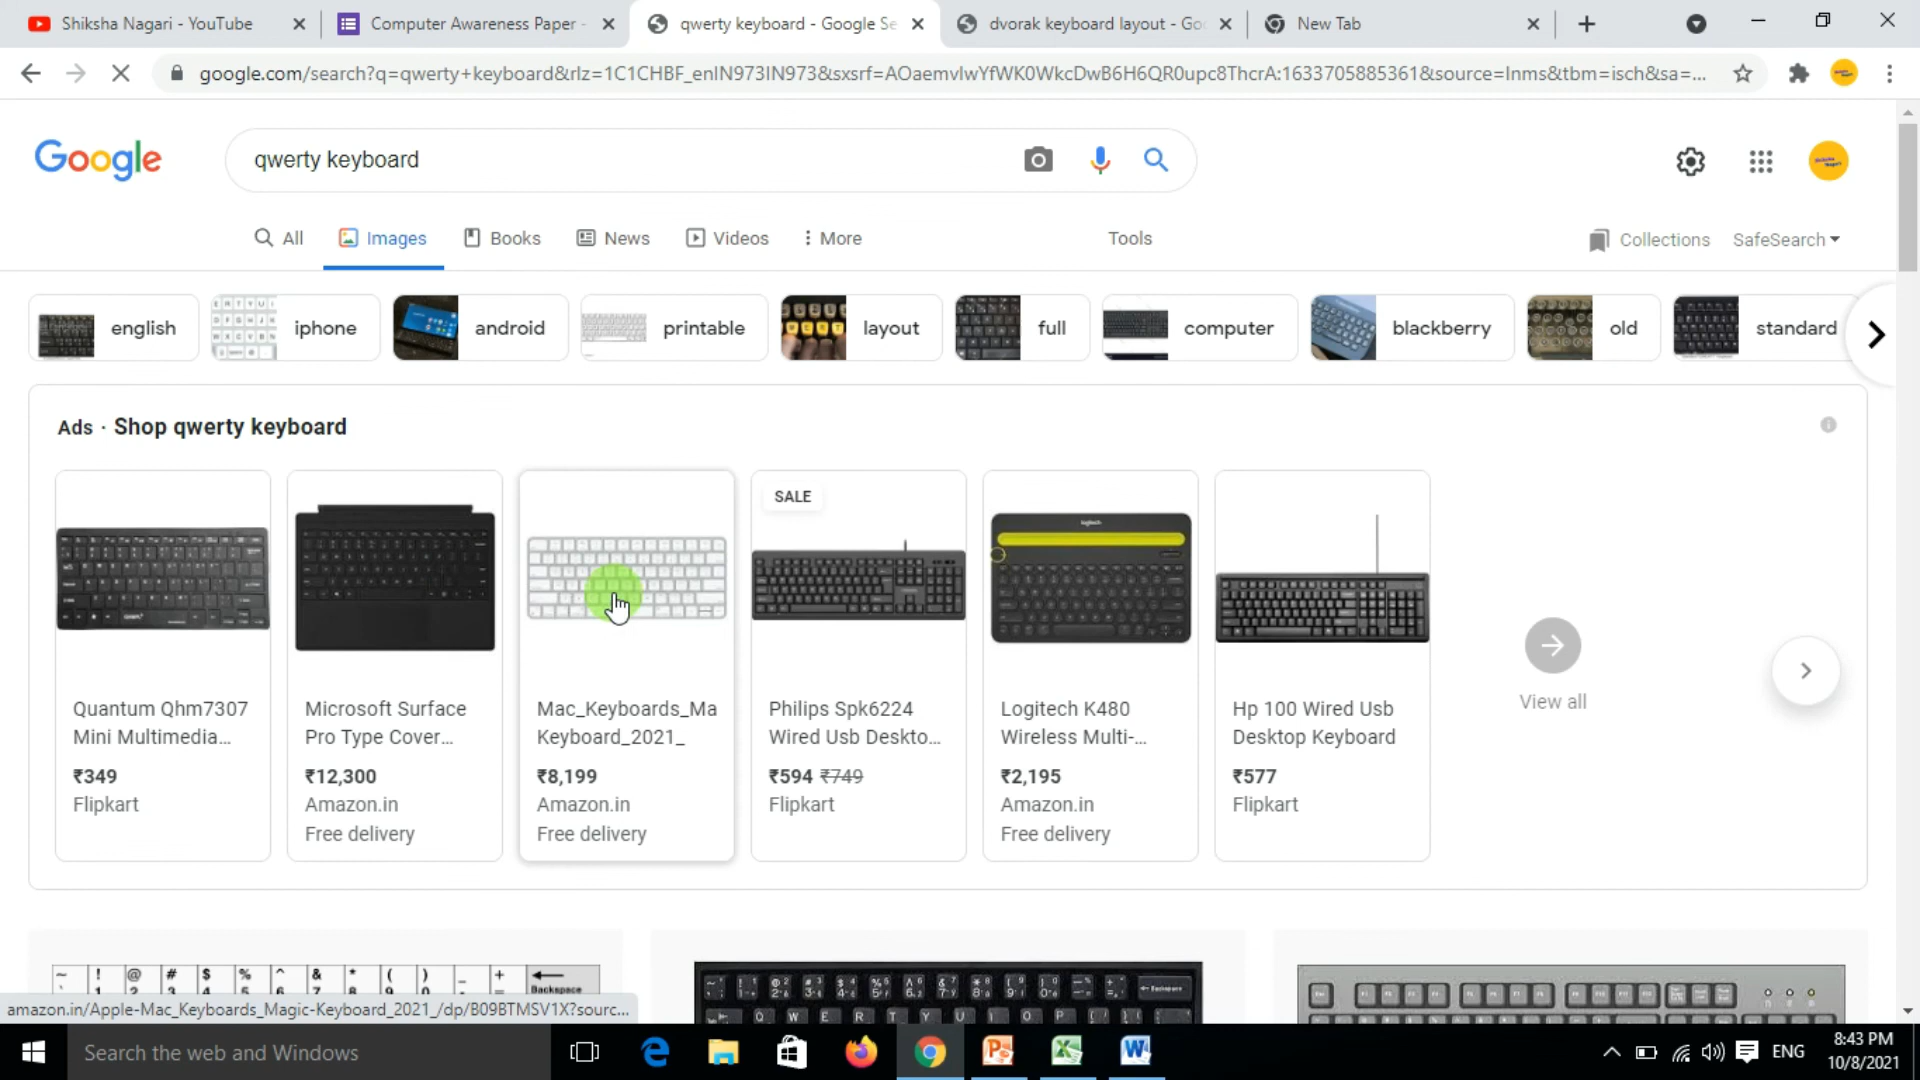 Shiksha Nagari - YouTube
Computer Awareness Paper -
qwerty keyboard - Google Se
dvorak keyboard layout - Goo
New Tab
google.com/search?q=qwerty+keyboard&rlz=1C1CHBF_enIN973IN973&sxsrf=AOaemvIwYfWK0WkcDwB6H6QR0upc8ThcrA:1633705885361&source=lnms&tbm=isch&sa=...
Google
qwerty keyboard
All
Images
Books
News
Videos
More
Tools
Collections
SafeSearch
english
iphone
android
printable
layout
full
computer
blackberry
old
standard
Ads · Shop qwerty keyboard
SALE
logitech
Quantum Qhm7307
Mini Multimedia...
₹349
Flipkart
Microsoft Surface
Pro Type Cover...
₹12,300
Amazon.in
Free delivery
Mac_Keyboards_Ma
Keyboard_2021_
₹8,199
Amazon.in
Free delivery
Philips Spk6224
Wired Usb Deskto...
₹594 ₹749
Flipkart
Logitech K480
Wireless Multi-...
₹2,195
Amazon.in
Free delivery
Hp 100 Wired Usb
Desktop Keyboard
₹577
Flipkart
View all
~ ! @ # $ % ^ & * ( ) _ +
Backspace
Backspace
Q W E R T Y U I O P
amazon.in/Apple-Mac_Keyboards_Magic-Keyboard_2021_/dp/B09BTMSV1X?sourc...
Search the web and Windows
ENG
8:43 PM
10/8/2021